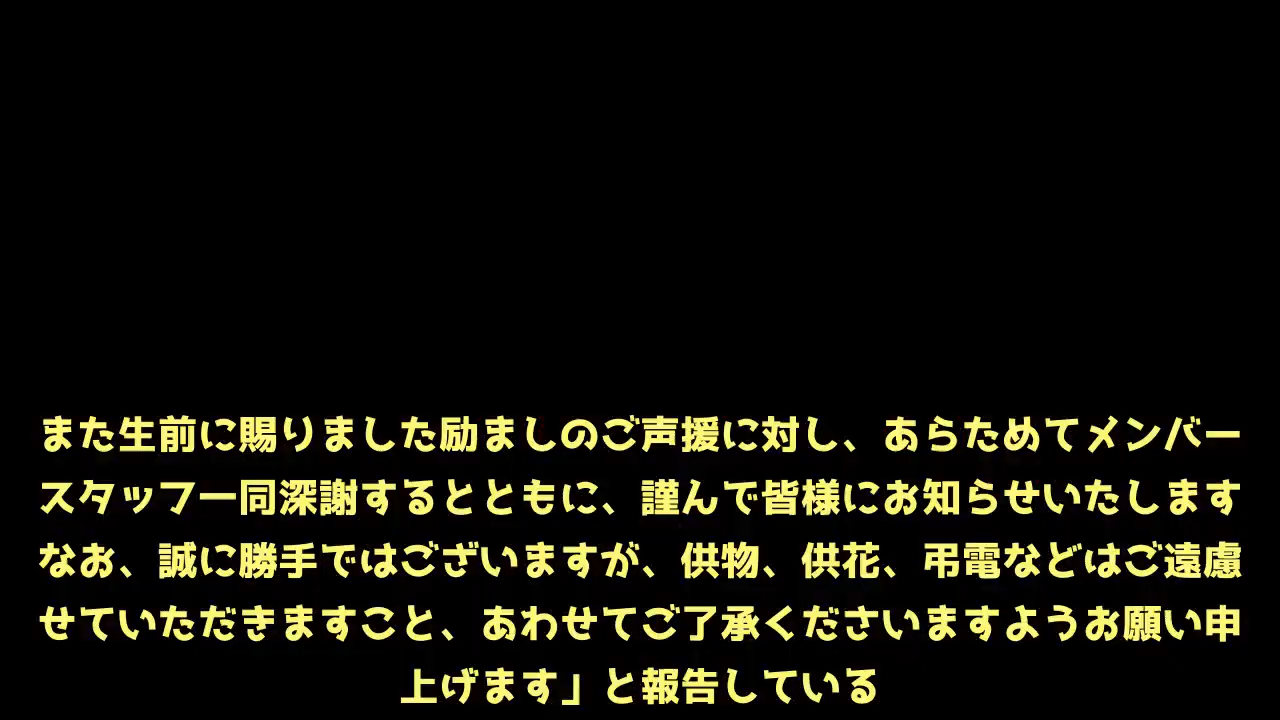 また生前に賜りました励ましのご声援に対し、あらためてメンバー
スタッフ一同深謝するとともに、謹んで皆様にお知らせいたします
なお、誠に勝手ではございますが、供物、供花、弔電などはご遠慮
せていただきますこと、あわせてご了承くださいますようお願い申
上げます」と報告している